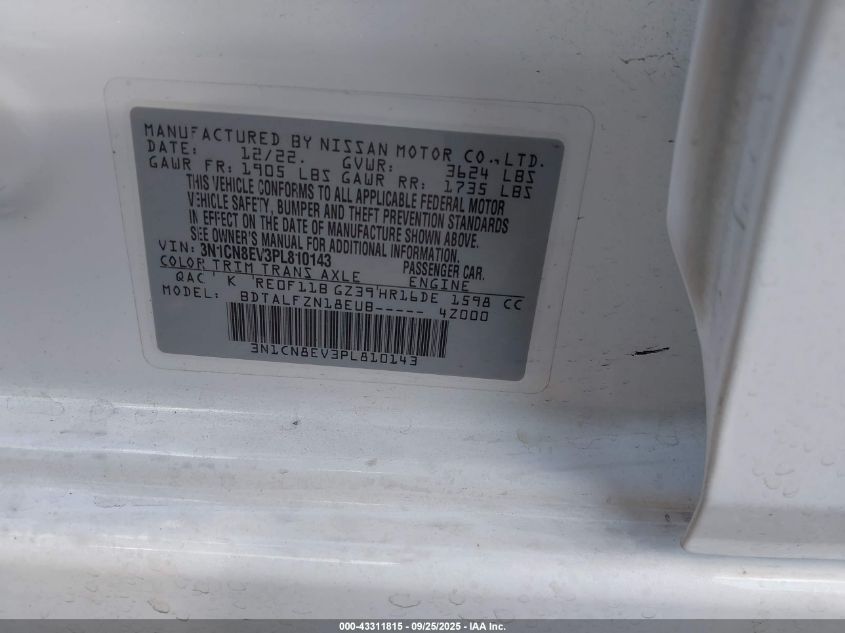 MANUFACTURED BY NISSAN MOTOR CO., LTD.
DATE: 12/22. GVWR: 3624 LBS
GAWR FR: 1905 LBS GAWR RR: 1735 LBS
THIS VEHICLE CONFORMS TO ALL APPLICABLE FEDERAL MOTOR
VEHICLE SAFETY, BUMPER AND THEFT PREVENTION STANDARDS
IN EFFECT ON THE DATE OF MANUFACTURE SHOWN ABOVE.
SEE OWNER'S MANUAL FOR ADDITIONAL INFORMATION.
VIN: 3N1CN8EV3PL810143 PASSENGER CAR.
COLOR TRIM TRANS AXLE ENGINE
QAC K RE0F11B GZ39 HR16DE 1598 CC
MODEL: BDTALFZN18EUB----- 4Z000
3N1CN8EV3PL810143
000-43311815 - 09/25/2025 - IAA Inc.